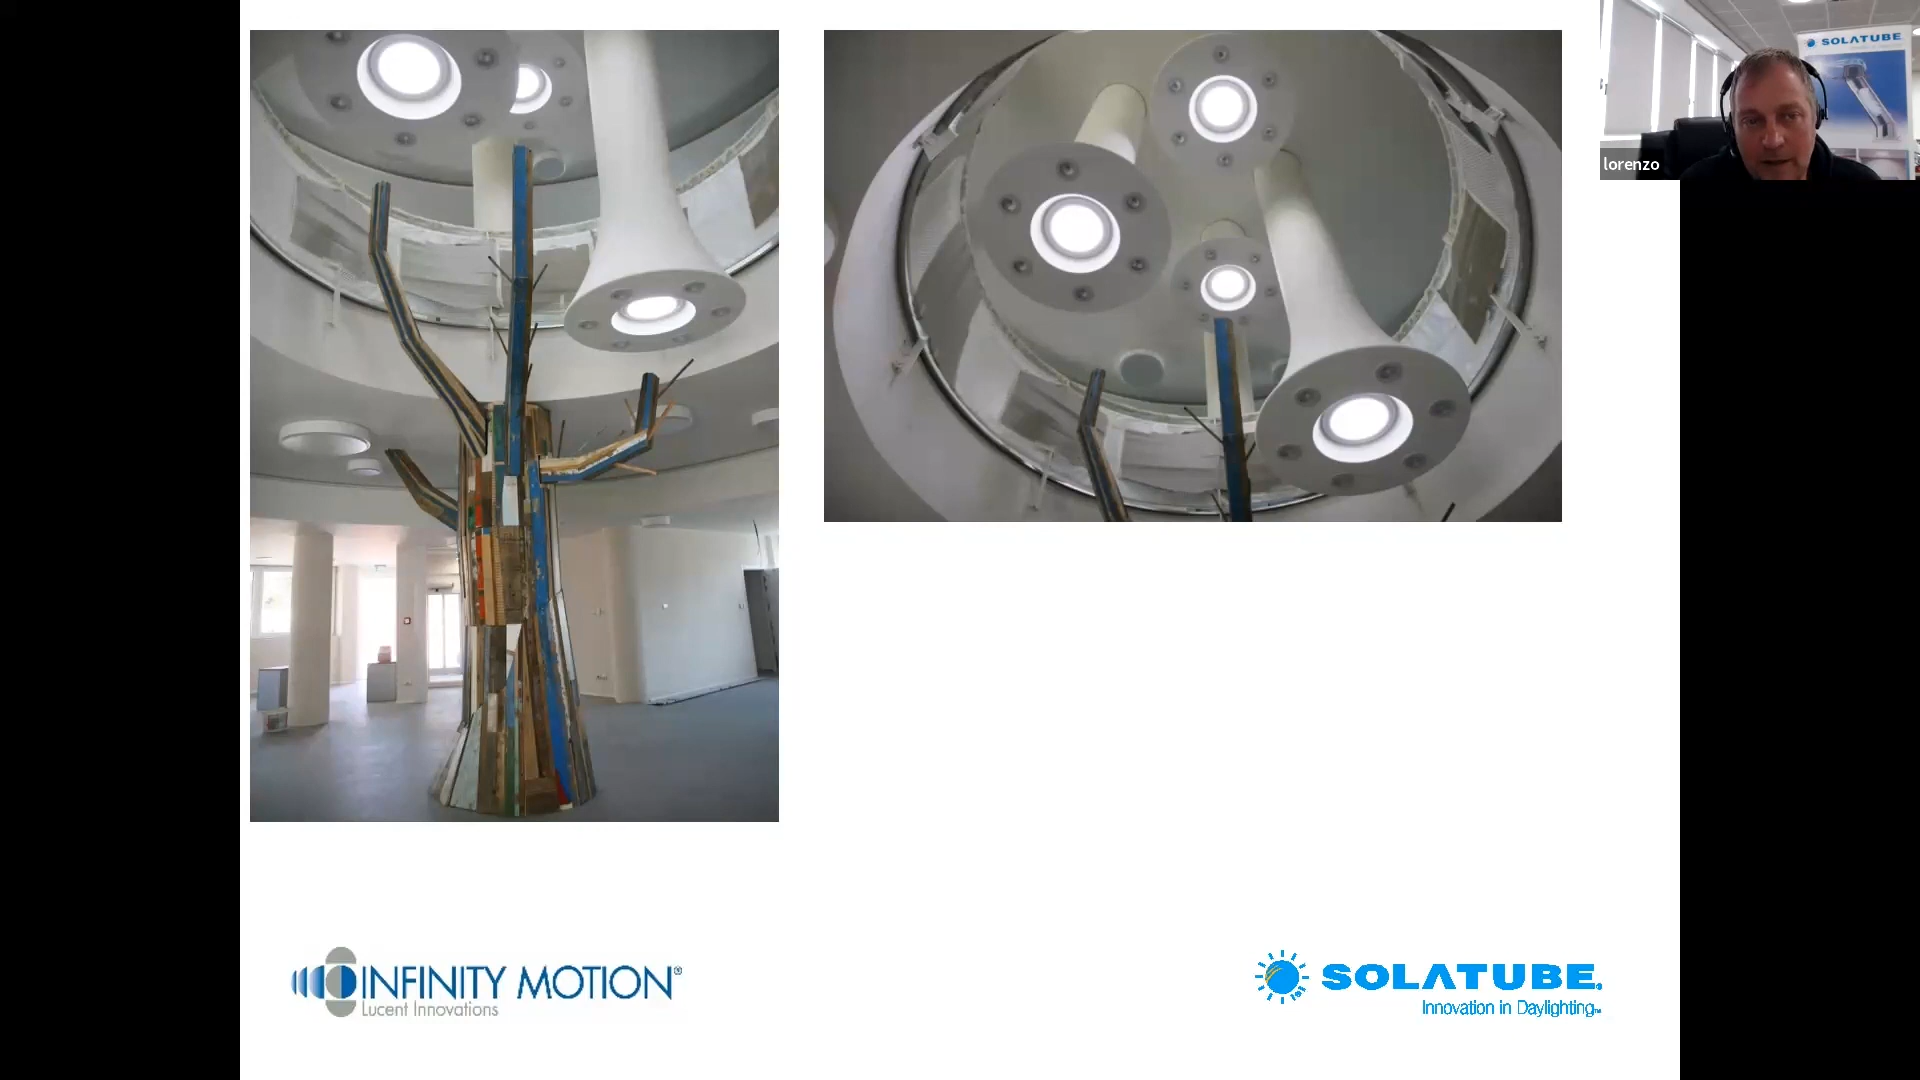 SOLATUBE
lorenzo
INFINITY MOTION®
Lucent Innovations
SOLATUBE®
Innovation in Daylighting™